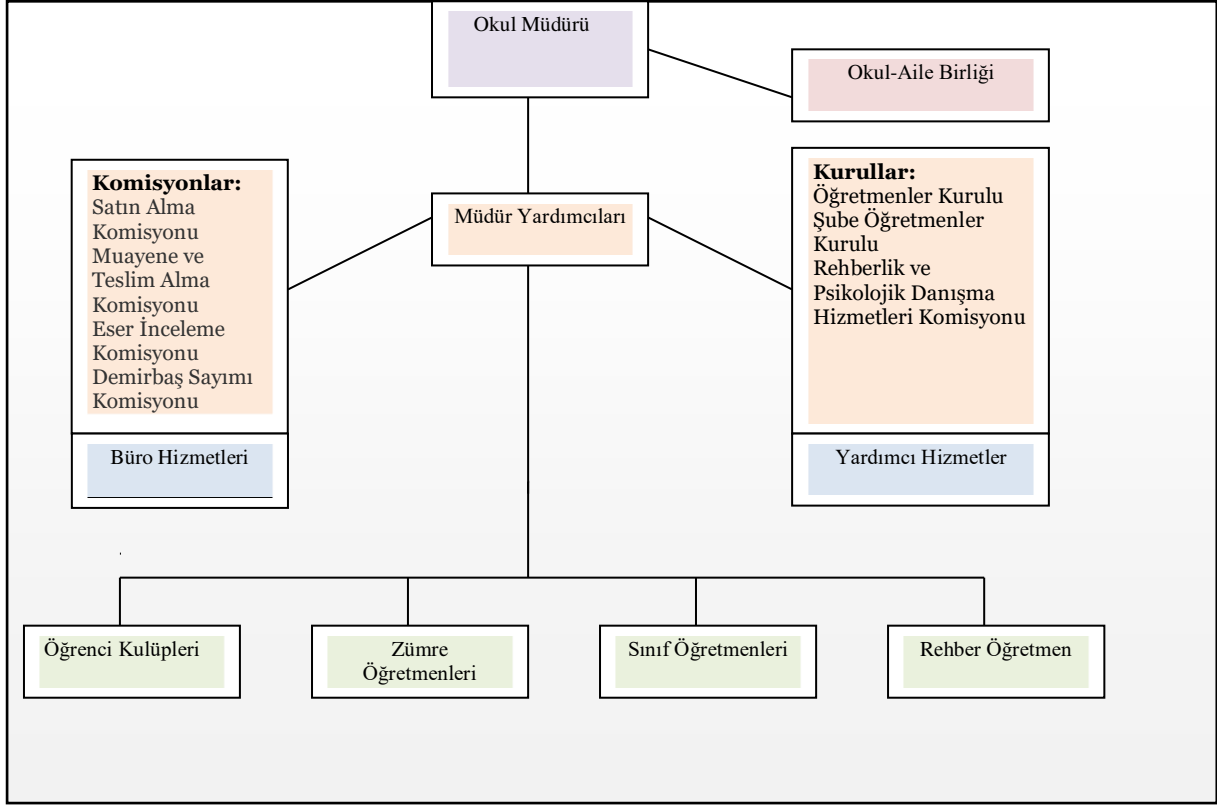 Okul Müdürü
Okul-Aile Birliği
Komisyonlar:
Satın Alma
Komisyonu
Muayene ve
Teslim Alma
Komisyonu
Eser İnceleme
Komisyonu
Demirbaş Sayımı
Komisyonu
Müdür Yardımcıları
Kurullar:
Öğretmenler Kurulu
Şube Öğretmenler
Kurulu
Rehberlik ve
Psikolojik Danışma
Hizmetleri Komisyonu
Büro Hizmetleri
Yardımcı Hizmetler
Öğrenci Kulüpleri
Zümre
Öğretmenleri
Sınıf Öğretmenleri
Rehber Öğretmen